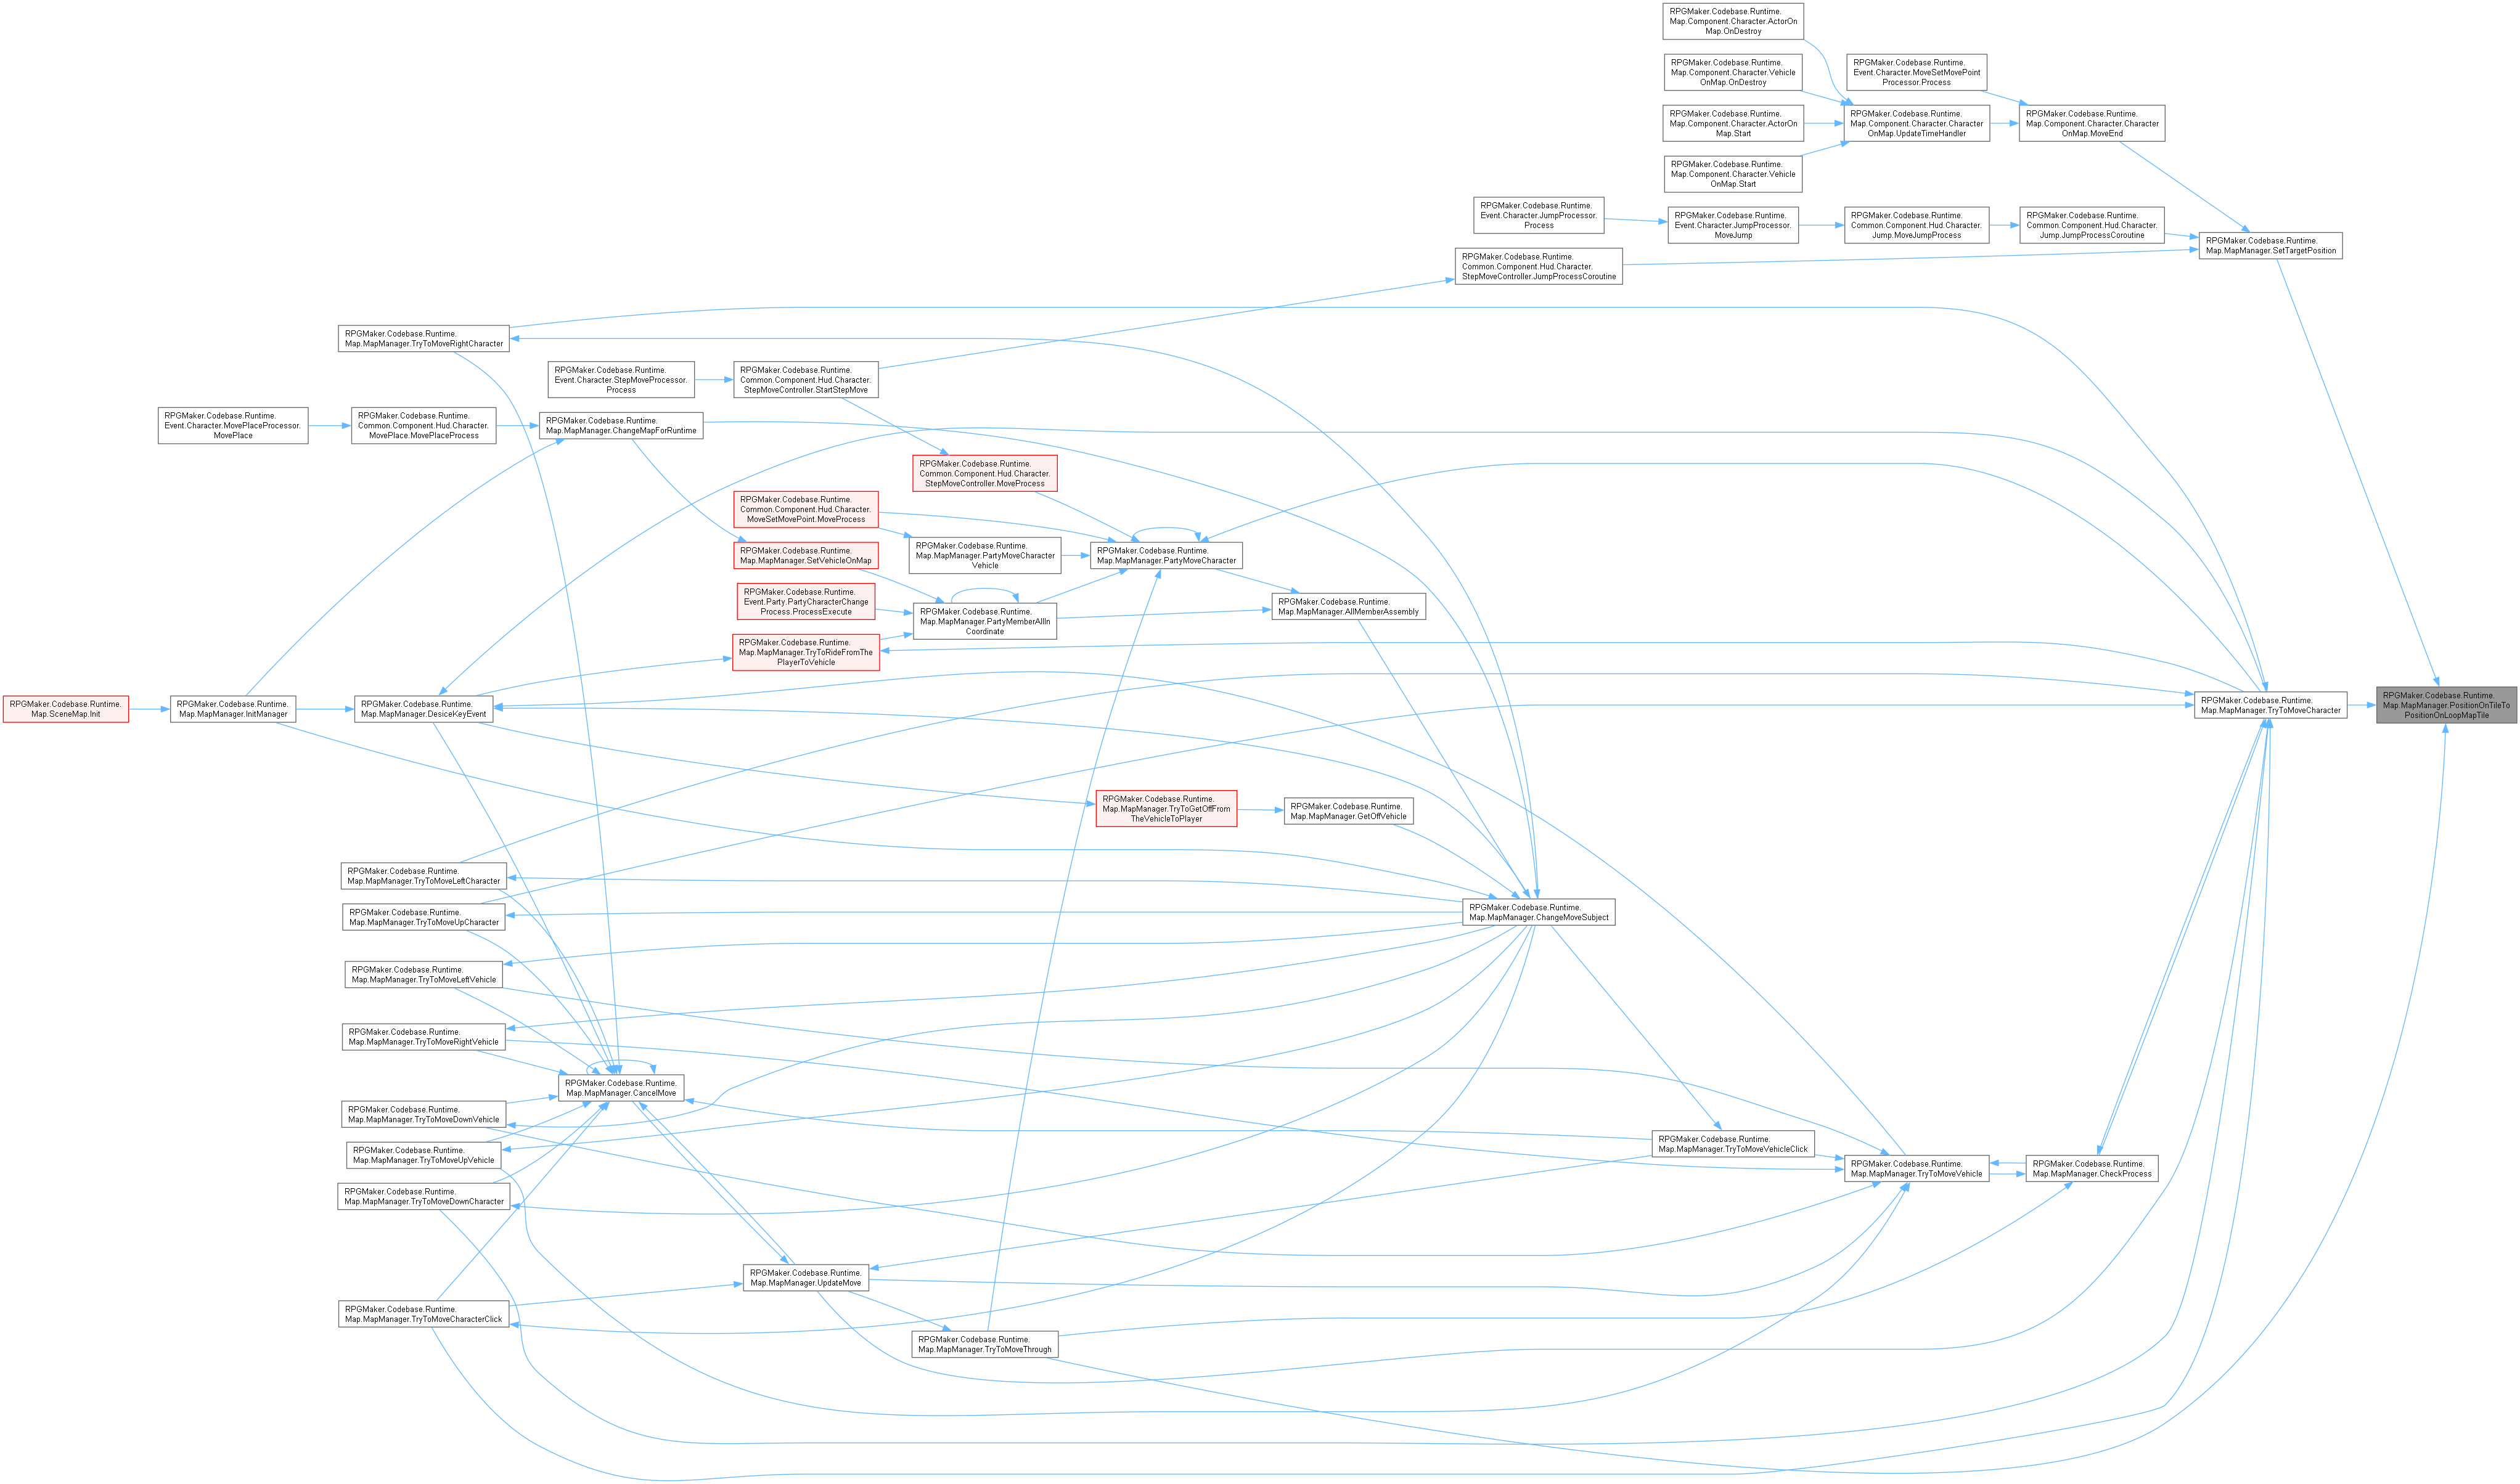 RPGMaker.Codebase.Runtime.
Map.Component.Character.ActorOn
Map.OnDestroy
RPGMaker.Codebase.Runtime.
Map.Component.Character.Vehicle
OnMap.OnDestroy
RPGMaker.Codebase.Runtime.
Event.Character.MoveSetMovePoint
Processor.Process
RPGMaker.Codebase.Runtime.
Map.Component.Character.ActorOn
Map.Start
RPGMaker.Codebase.Runtime.
Map.Component.Character.Character
OnMap.UpdateTimeHandler
RPGMaker.Codebase.Runtime.
Map.Component.Character.Character
OnMap.MoveEnd
RPGMaker.Codebase.Runtime.
Map.Component.Character.Vehicle
OnMap.Start
RPGMaker.Codebase.Runtime.
Event.Character.JumpProcessor.
Process
RPGMaker.Codebase.Runtime.
Event.Character.JumpProcessor.
MoveJump
RPGMaker.Codebase.Runtime.
Common.Component.Hud.Character.
Jump.MoveJumpProcess
RPGMaker.Codebase.Runtime.
Common.Component.Hud.Character.
Jump.JumpProcessCoroutine
RPGMaker.Codebase.Runtime.
Map.MapManager.SetTargetPosition
RPGMaker.Codebase.Runtime.
Common.Component.Hud.Character.
StepMoveController.JumpProcessCoroutine
RPGMaker.Codebase.Runtime.
Map.MapManager.TryToMoveRightCharacter
RPGMaker.Codebase.Runtime.
Event.Character.StepMoveProcessor.
Process
RPGMaker.Codebase.Runtime.
Common.Component.Hud.Character.
StepMoveController.StartStepMove
RPGMaker.Codebase.Runtime.
Event.Character.MovePlaceProcessor.
MovePlace
RPGMaker.Codebase.Runtime.
Common.Component.Hud.Character.
MovePlace.MovePlaceProcess
RPGMaker.Codebase.Runtime.
Map.MapManager.ChangeMapForRuntime
RPGMaker.Codebase.Runtime.
Common.Component.Hud.Character.
StepMoveController.MoveProcess
RPGMaker.Codebase.Runtime.
Common.Component.Hud.Character.
MoveSetMovePoint.MoveProcess
RPGMaker.Codebase.Runtime.
Map.MapManager.PartyMoveCharacter
Vehicle
RPGMaker.Codebase.Runtime.
Map.MapManager.PartyMoveCharacter
RPGMaker.Codebase.Runtime.
Map.MapManager.SetVehicleOnMap
RPGMaker.Codebase.Runtime.
Event.Party.PartyCharacterChange
Process.ProcessExecute
RPGMaker.Codebase.Runtime.
Map.MapManager.PartyMemberAllIn
Coordinate
RPGMaker.Codebase.Runtime.
Map.MapManager.AllMemberAssembly
RPGMaker.Codebase.Runtime.
Map.MapManager.TryToRideFromThe
PlayerToVehicle
RPGMaker.Codebase.Runtime.
Map.SceneMap.Init
RPGMaker.Codebase.Runtime.
Map.MapManager.InitManager
RPGMaker.Codebase.Runtime.
Map.MapManager.DesiceKeyEvent
RPGMaker.Codebase.Runtime.
Map.MapManager.TryToMoveCharacter
RPGMaker.Codebase.Runtime.
Map.MapManager.PositionOnTileTo
PositionOnLoopMapTile
RPGMaker.Codebase.Runtime.
Map.MapManager.TryToGetOffFrom
TheVehicleToPlayer
RPGMaker.Codebase.Runtime.
Map.MapManager.GetOffVehicle
RPGMaker.Codebase.Runtime.
Map.MapManager.TryToMoveLeftCharacter
RPGMaker.Codebase.Runtime.
Map.MapManager.TryToMoveUpCharacter
RPGMaker.Codebase.Runtime.
Map.MapManager.ChangeMoveSubject
RPGMaker.Codebase.Runtime.
Map.MapManager.TryToMoveLeftVehicle
RPGMaker.Codebase.Runtime.
Map.MapManager.TryToMoveRightVehicle
RPGMaker.Codebase.Runtime.
Map.MapManager.CancelMove
RPGMaker.Codebase.Runtime.
Map.MapManager.TryToMoveDownVehicle
RPGMaker.Codebase.Runtime.
Map.MapManager.TryToMoveUpVehicle
RPGMaker.Codebase.Runtime.
Map.MapManager.TryToMoveVehicleClick
RPGMaker.Codebase.Runtime.
Map.MapManager.TryToMoveVehicle
RPGMaker.Codebase.Runtime.
Map.MapManager.CheckProcess
RPGMaker.Codebase.Runtime.
Map.MapManager.TryToMoveDownCharacter
RPGMaker.Codebase.Runtime.
Map.MapManager.UpdateMove
RPGMaker.Codebase.Runtime.
Map.MapManager.TryToMoveCharacterClick
RPGMaker.Codebase.Runtime.
Map.MapManager.TryToMoveThrough